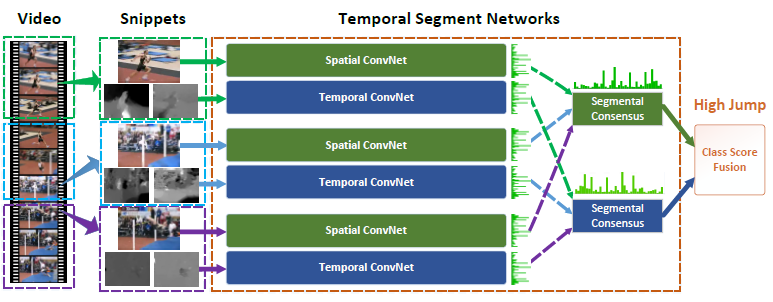 Video
Snippets
Temporal Segment Networks
Spatial ConvNet
Temporal ConvNet
Spatial ConvNet
Temporal ConvNet
Spatial ConvNet
Temporal ConvNet
Segmental
Consensus
Segmental
Consensus
High Jump
Class Score
Fusion